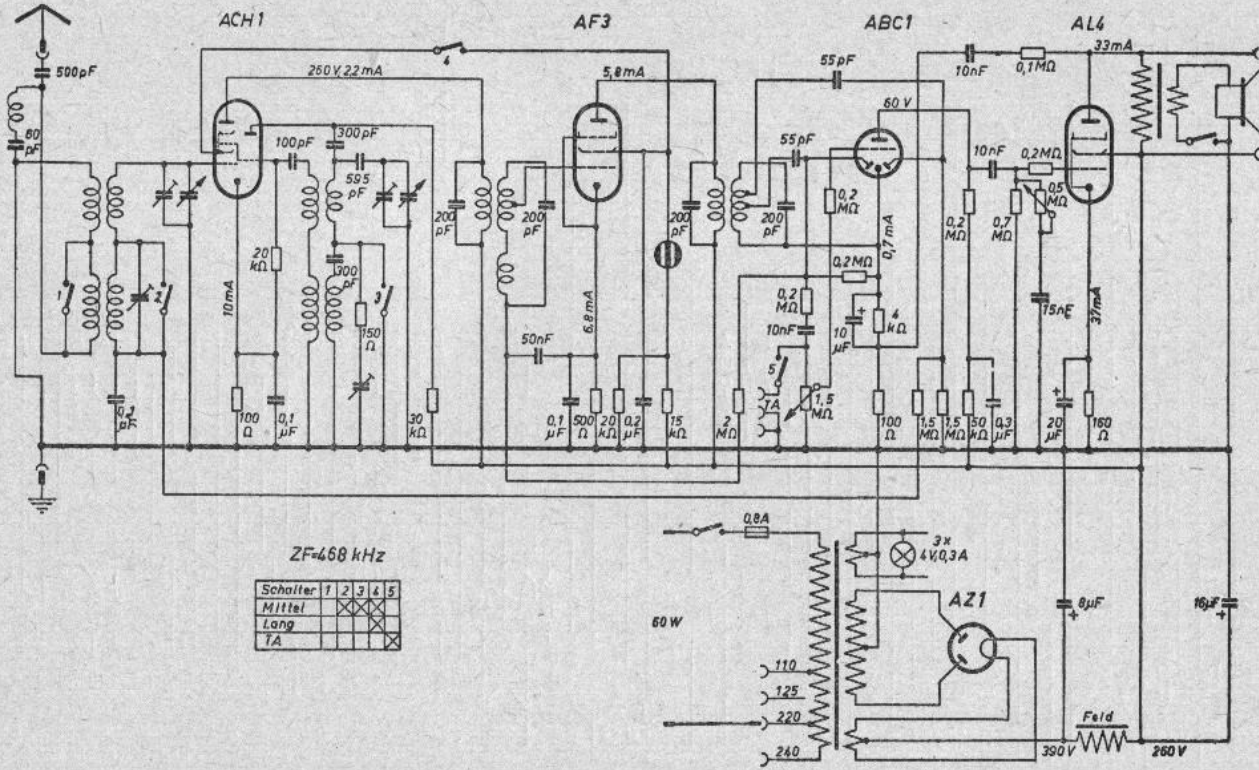 ACH1
AF3
ABC1
AL4
500pF
60 pF
4
260V, 2,2mA
5,8mA
55pF
10nF
0,1MΩ
33mA
60 V
100pF
300pF
595 pF
55 pF
10nF
0,2MΩ
0,2 MΩ
0,5 MΩ
200 pF
200 pF
200 pF
200 pF
0,2 MΩ
0,7 MΩ
0,7 mA
20 kΩ
300 pF
0,2MΩ
1
2
3
10mA
150 Ω
6,8mA
0,2 MΩ
4 kΩ
15nF
37mA
50nF
10nF
10 µF
5
TA
1,5 MΩ
100 Ω
0,1 µF
30 kΩ
0,1 µF
500 Ω
20 kΩ
0,2 µF
15 kΩ
2 MΩ
100 Ω
1,5 MΩ
1,5 MΩ
50 kΩ
0,3 µF
20 µF
160 Ω
0,8A
ZF=468 kHz
3x
4V,0,3A
Schalter 1 2 3 4 5
Mittel
Lang
TA
60W
AZ1
8µF
16µF
110
125
220
240
Feld
390V
260V